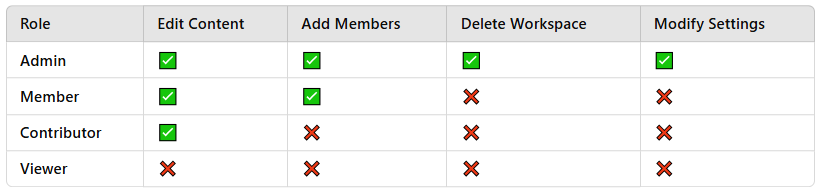 Role Edit Content Add Members Delete Workspace Modify Settings
Admin ✅ ✅ ✅ ✅
Member ✅ ✅ ❌ ❌
Contributor ✅ ❌ ❌ ❌
Viewer ❌ ❌ ❌ ❌